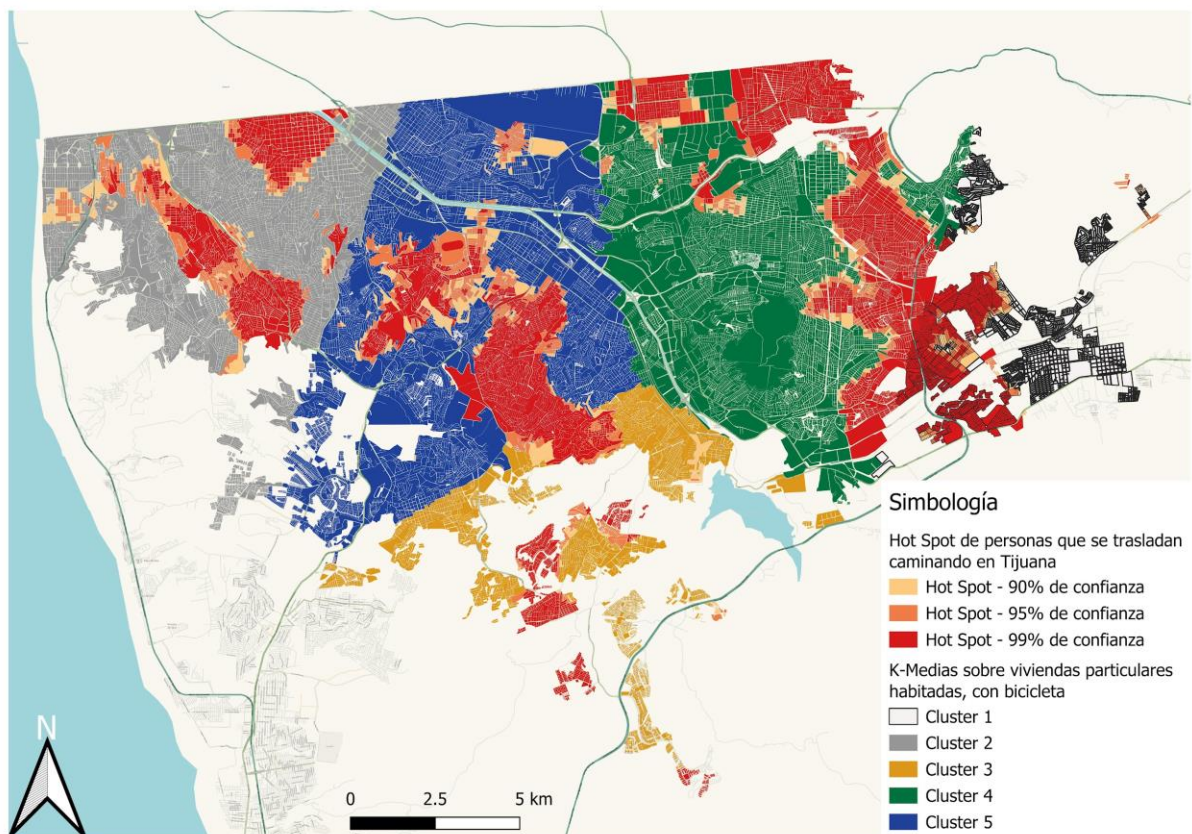 Simbología
Hot Spot de personas que se trasladan
caminando en Tijuana
Hot Spot - 90% de confianza
Hot Spot - 95% de confianza
Hot Spot - 99% de confianza
K-Medias sobre viviendas particulares
habitadas, con bicicleta
Cluster 1
Cluster 2
Cluster 3
Cluster 4
Cluster 5
N
0 2.5 5 km